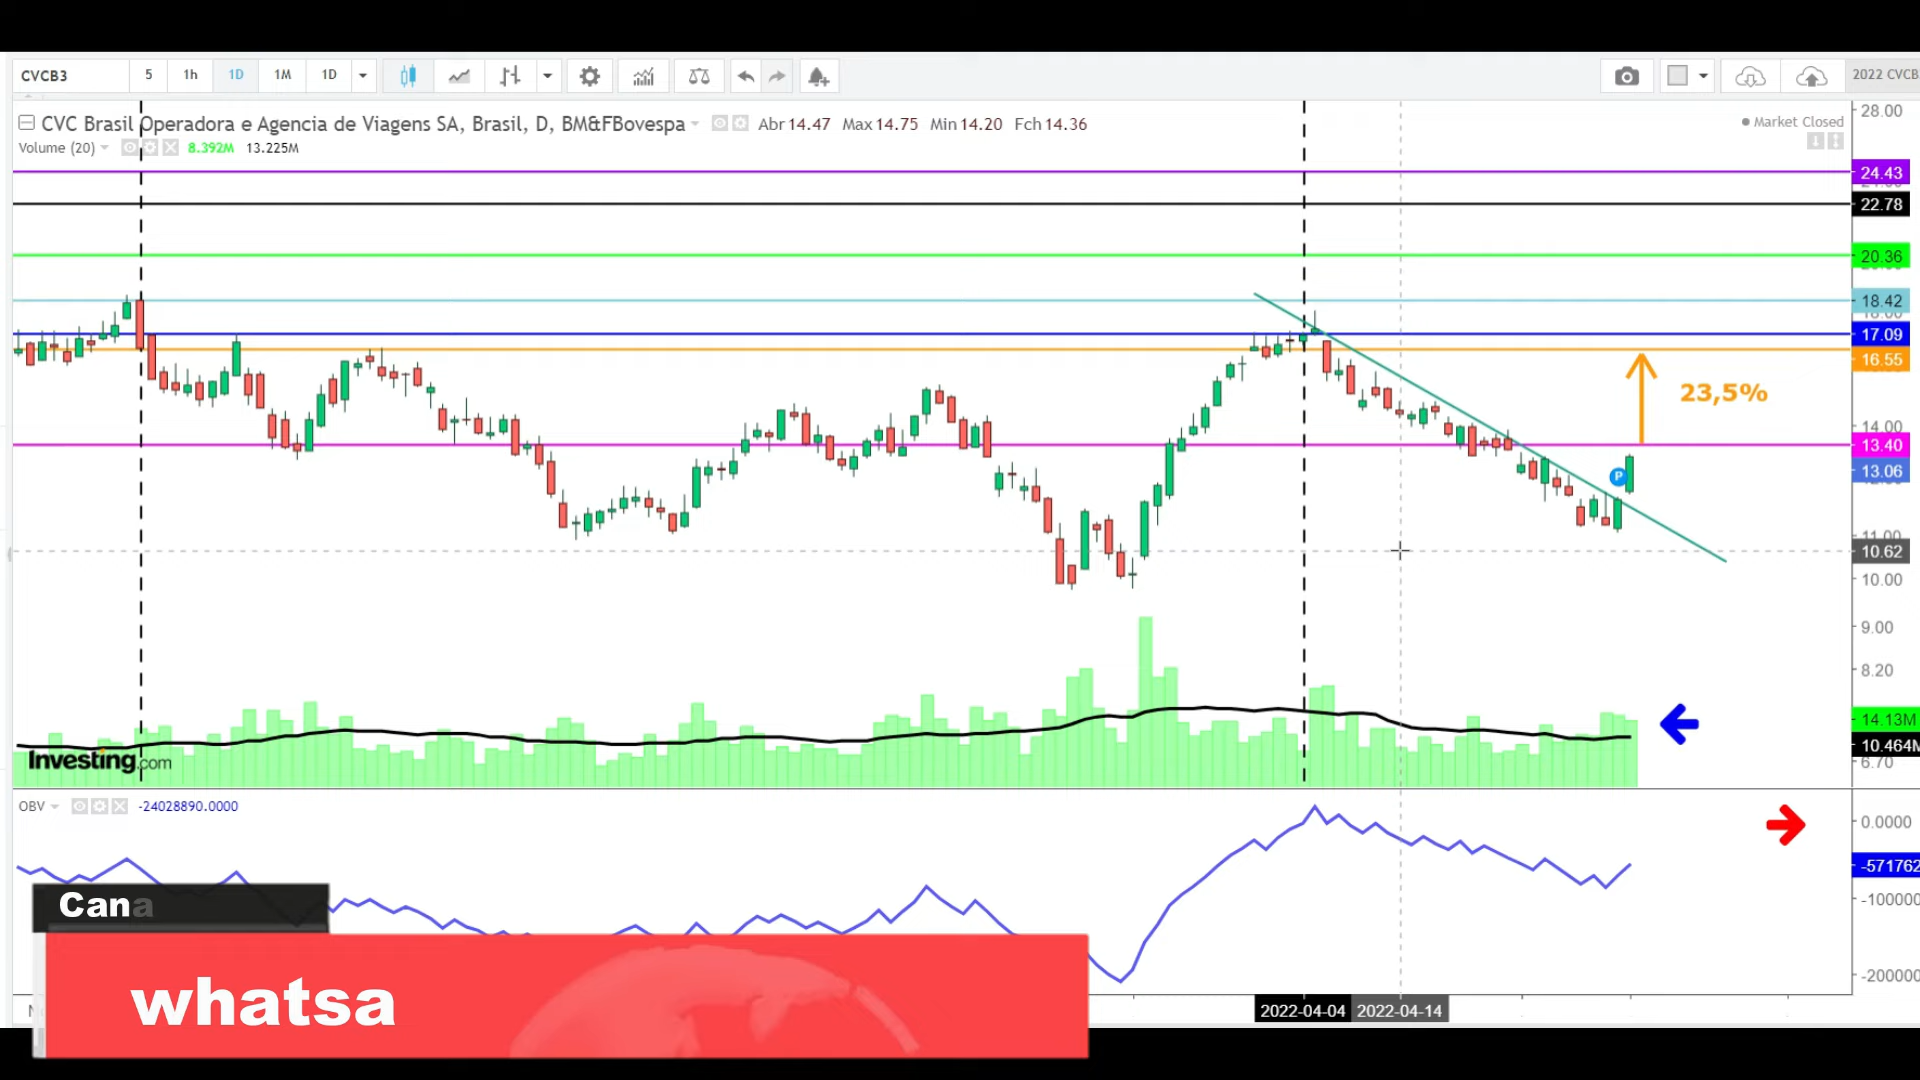 CVCB3 5 1h 1D 1M 1D 2022 CVCB
CVC Brasil Operadora e Agencia de Viagens SA, Brasil, D, BM&FBovespa Abr 14.47 Max 14.75 Min 14.20 Fch 14.36
Market Closed
Volume (20) 8.392M 13.225M
28.00
24.43
22.78
20.36
18.42
17.09
16.55
23,5%
14.00
13.40
13.06
P
11.00
10.62
10.00
9.00
8.20
14.13M
10.464M
6.70
Investing.com
OBV -24028890.0000
0.0000
-571762
-100000
-200000
Cana
whatsa
2022-04-04 2022-04-14